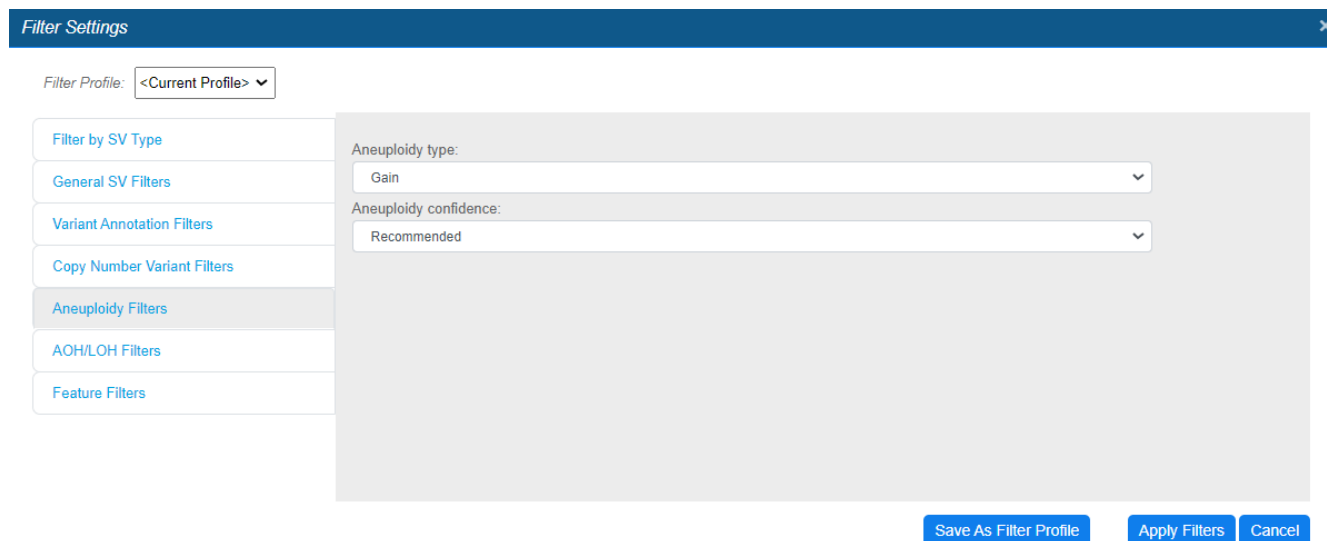 Filter Settings
×
Filter Profile: <Current Profile>
Filter by SV Type
General SV Filters
Variant Annotation Filters
Copy Number Variant Filters
Aneuploidy Filters
AOH/LOH Filters
Feature Filters
Aneuploidy type:
Gain
Aneuploidy confidence:
Recommended
Save As Filter Profile Apply Filters Cancel